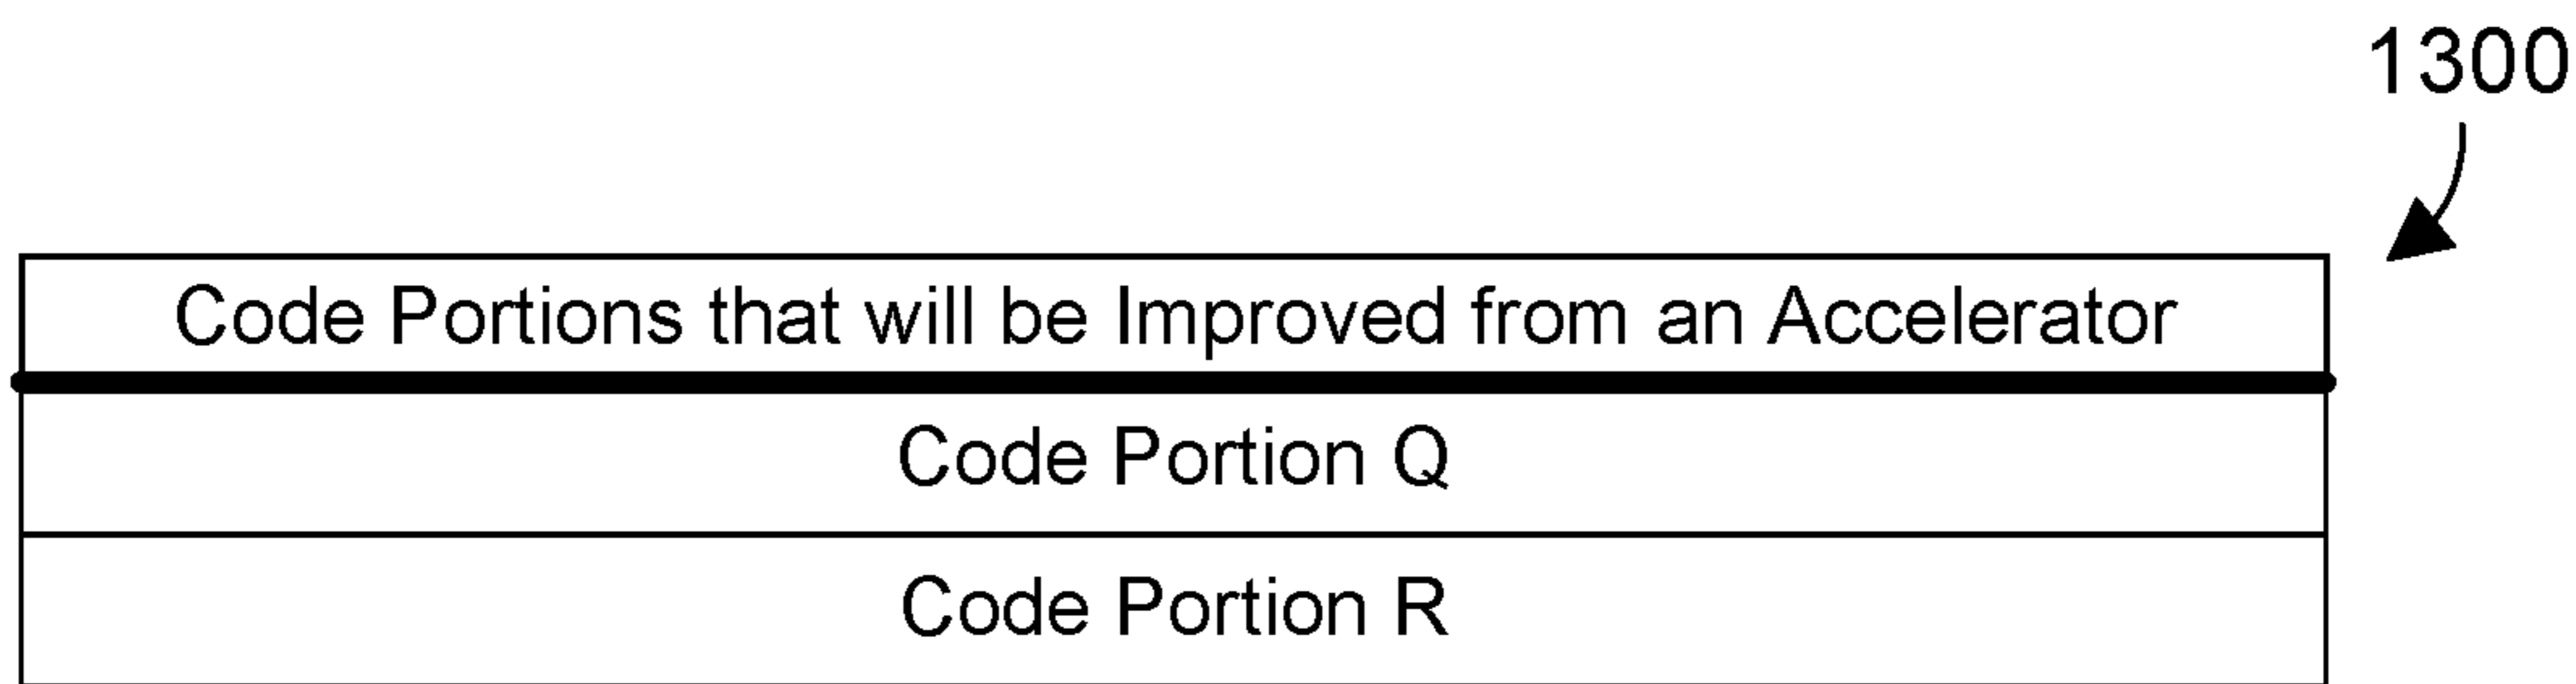 1300
Code Portions that will be Improved from an Accelerator
Code Portion Q
Code Portion R